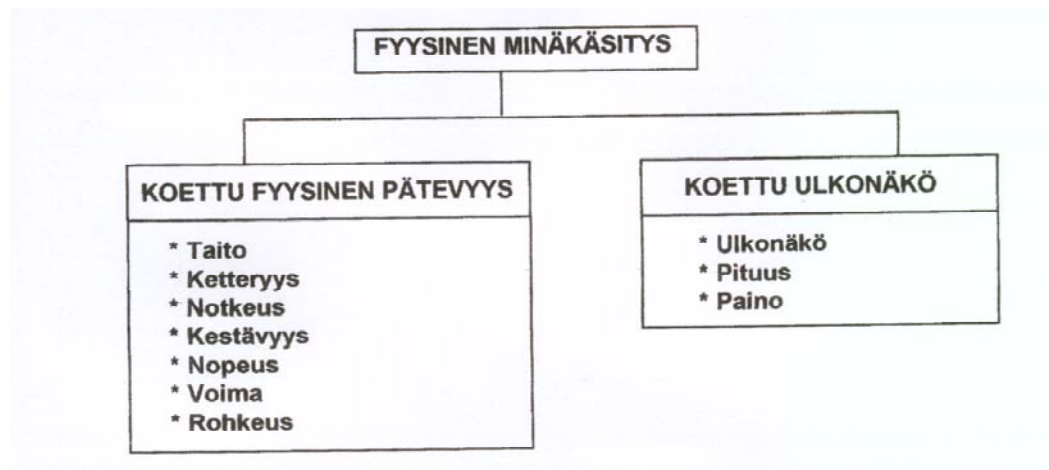 FYYSINEN MINÄKÄSITYS
KOETTU FYYSINEN PÄTEVYYS
* Taito
* Ketteryys
* Notkeus
* Kestävyys
* Nopeus
* Voima
* Rohkeus
KOETTU ULKONÄKÖ
* Ulkonäkö
* Pituus
* Paino